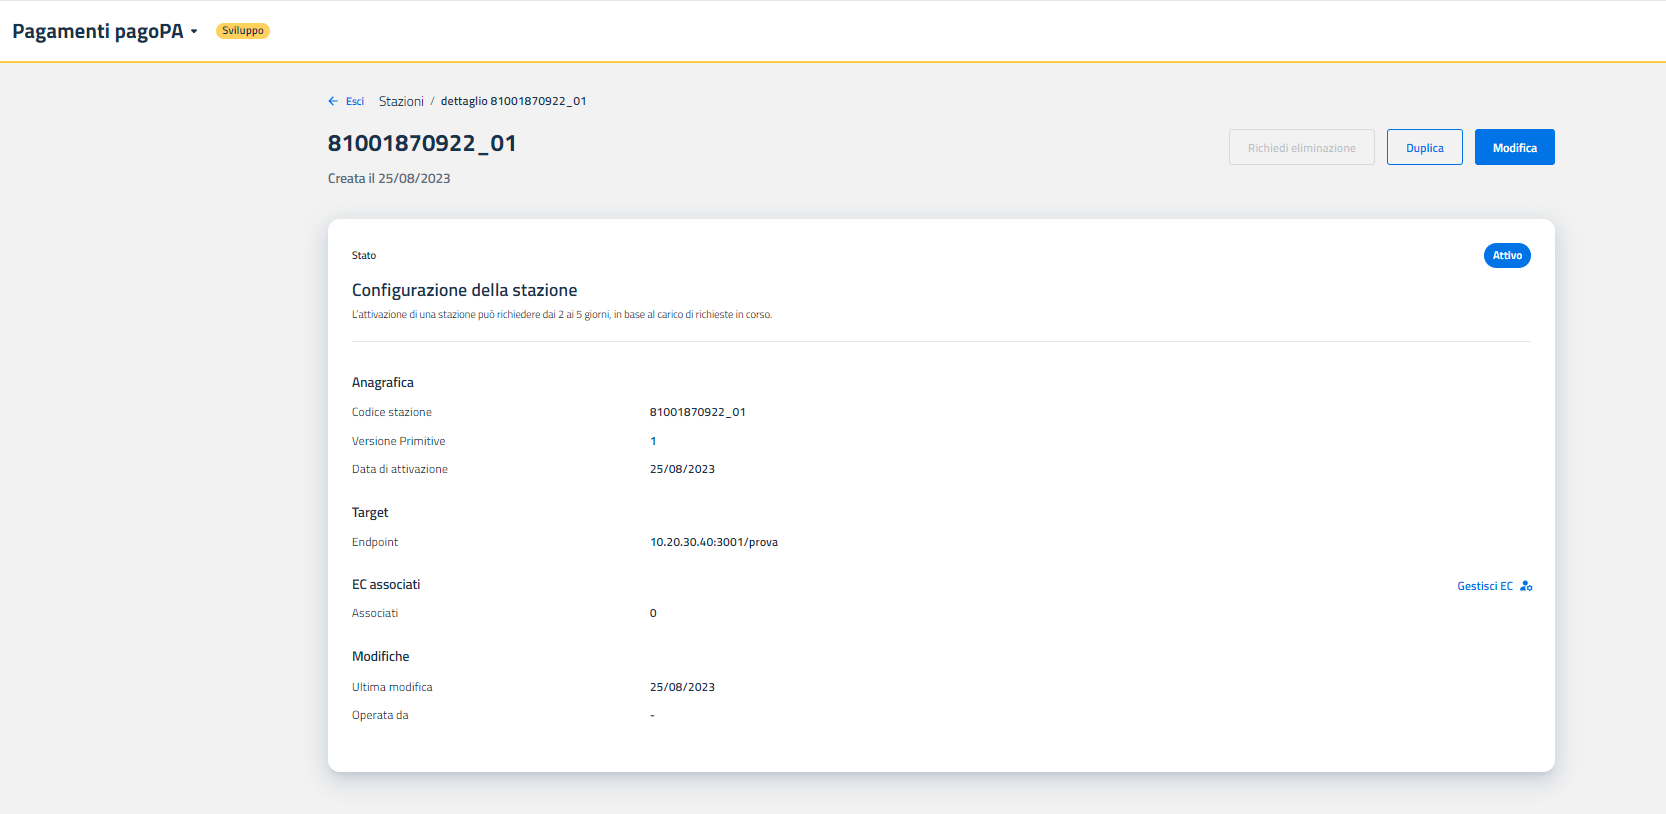 Pagamenti pagoPA Sviluppo
Esci Stazioni / dettaglio 81001870922_01
81001870922_01
Richiedi eliminazione Duplica Modifica
Creata il 25/08/2023
Stato Attivo
Configurazione della stazione
L'attivazione di una stazione può richiedere dai 2 ai 5 giorni, in base al carico di richieste in corso.
Anagrafica
Codice stazione 81001870922_01
Versione Primitive 1
Data di attivazione 25/08/2023
Target
Endpoint 10.20.30.40:3001/prova
EC associati Gestisci EC
Associati 0
Modifiche
Ultima modifica 25/08/2023
Operata da -